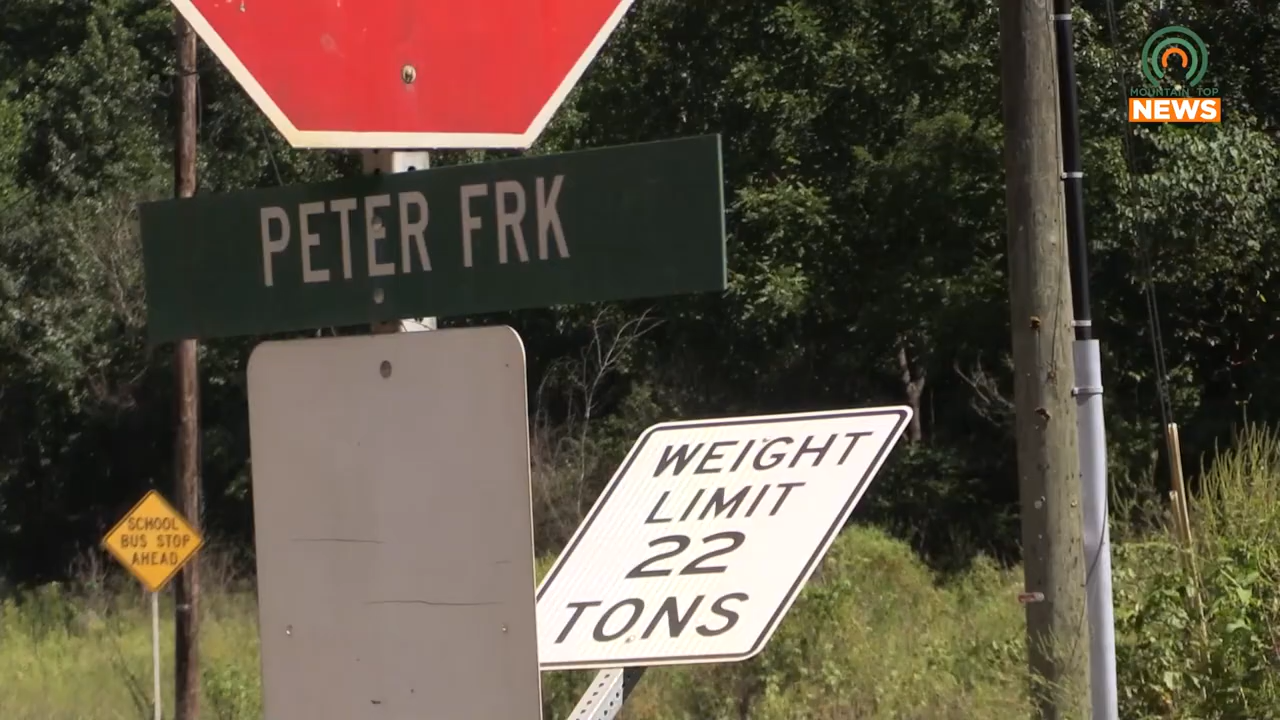 MOUNTAIN TOP
NEWS
PETER FRK
WEIGHT
LIMIT
22
TONS
SCHOOL
BUS STOP
AHEAD